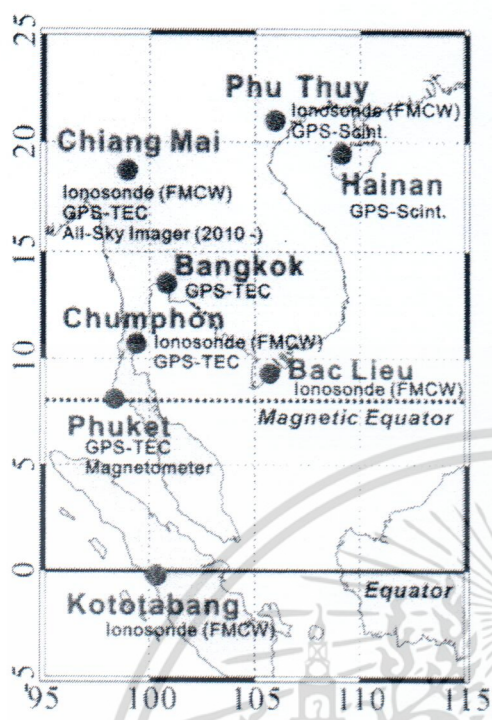 25
Phu Thuy
Ionosonde (FMCW)
GPS-Scint.
20
Chiang Mai
Ionosonde (FMCW)
GPS-TEC
All-Sky Imager (2010 -)
Hainan
GPS-Scint.
15
Bangkok
GPS-TEC
Chumphon
Ionosonde (FMCW)
GPS-TEC
10
Bac Lieu
Ionosonde (FMCW)
Magnetic Equator
Phuket
GPS-TEC
Magnetometer
5
0
Equator
Kototabang
Ionosonde (FMCW)
5
95 100 105 110 115